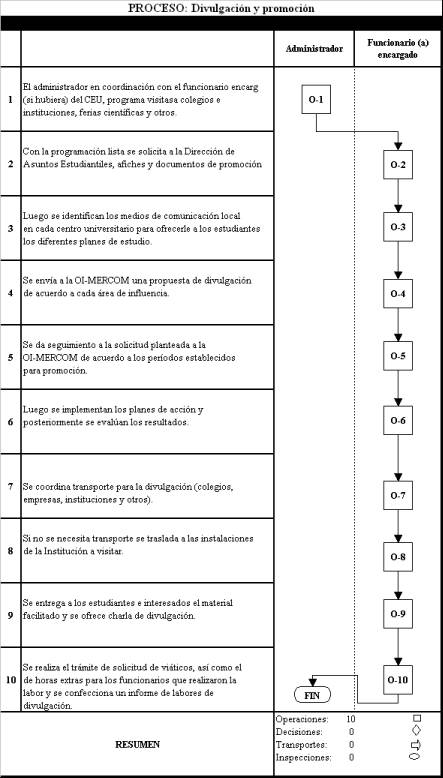 PROCESO: Divulgación y promoción
Administrador
Funcionario (a)
encargado
1
El administrador en coordinación con el funcionario encarg
(si hubiera) del CEU, programa visitasa colegios e
instituciones, ferias científicas y otros.
O-1
2
Con la programación lista se solicita a la Dirección de
Asuntos Estudiantiles, afiches y documentos de promoción
O-2
3
Luego se identifican los medios de comunicación local
en cada centro universitario para ofrecerle a los estudiantes
los diferentes planes de estudio.
O-3
4
Se envía a la OI-MERCOM una propuesta de divulgación
de acuerdo a cada área de influencia.
O-4
5
Se da seguimiento a la solicitud planteada a la
OI-MERCOM de acuerdo a los períodos establecidos
para promoción.
O-5
6
Luego se implementan los planes de acción y
posteriormente se evalúan los resultados.
O-6
7
Se coordina transporte para la divulgación (colegios,
empresas, instituciones y otros).
O-7
8
Si no se necesita transporte se traslada a las instalaciones
de la Institución a visitar.
O-8
9
Se entrega a los estudiantes e interesados el material
facilitado y se ofrece charla de divulgación.
O-9
10
Se realiza el trámite de solicitud de viáticos, así como el
de horas extras para los funcionarios que realizaron la
labor y se confecciona un informe de labores de
divulgación.
O-10
FIN
RESUMEN
Operaciones: 10
Decisiones: 0
Transportes: 0
Inspecciones: 0